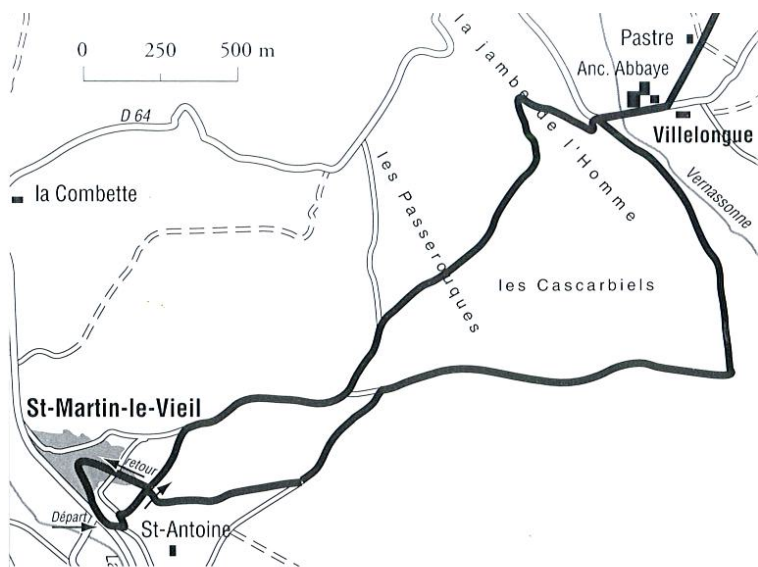 0 250 500 m
la jambe de l'Homme
Pastre
Anc. Abbaye
D 64
Villelongue
les Passerouques
la Combette
Vernassonne
les Cascarbiels
St-Martin-le-Vieil
retour
Départ
St-Antoine